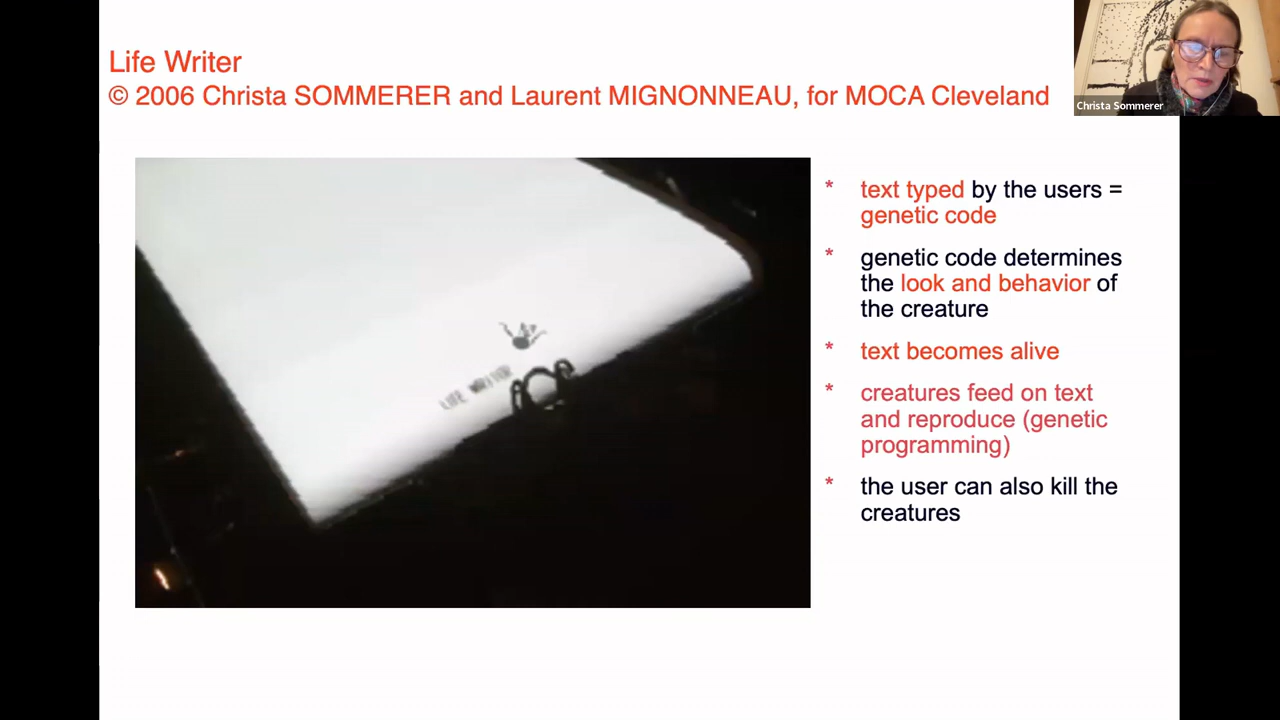 Life Writer
© 2006 Christa SOMMERER and Laurent MIGNONNEAU, for MOCA Cleveland
Christa Sommerer
LIFE WRITER
* text typed by the users =
genetic code
* genetic code determines
the look and behavior of
the creature
* text becomes alive
* creatures feed on text
and reproduce (genetic
programming)
* the user can also kill the
creatures